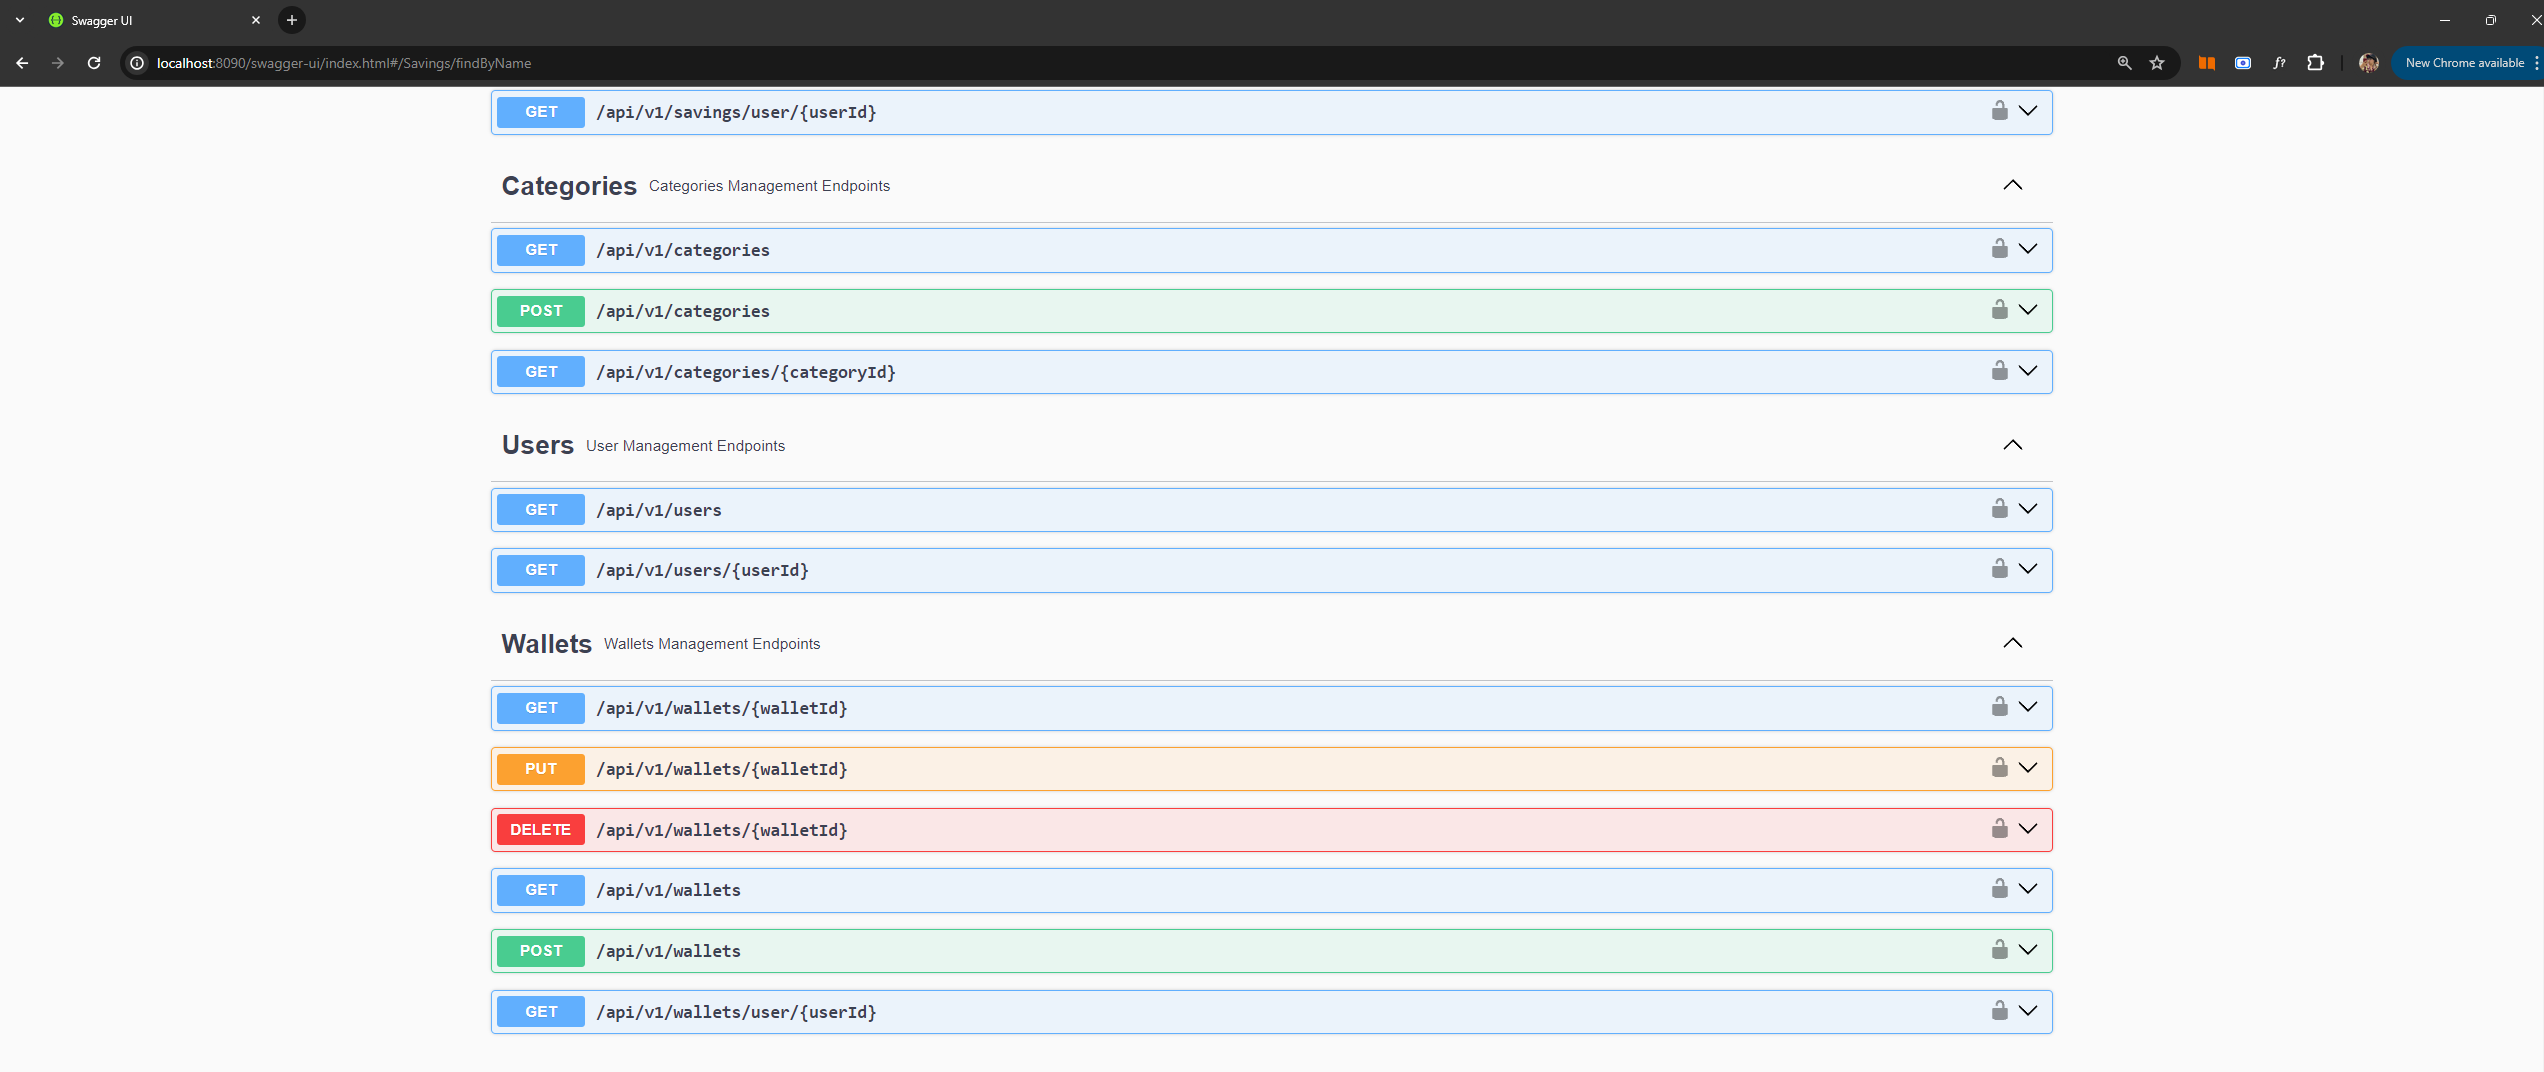 Swagger UI
localhost:8090/swagger-ui/index.html#/Savings/findByName
f?
New Chrome available
GET /api/v1/savings/user/{userId}
Categories Categories Management Endpoints
GET /api/v1/categories
POST /api/v1/categories
GET /api/v1/categories/{categoryId}
Users User Management Endpoints
GET /api/v1/users
GET /api/v1/users/{userId}
Wallets Wallets Management Endpoints
GET /api/v1/wallets/{walletId}
PUT /api/v1/wallets/{walletId}
DELETE /api/v1/wallets/{walletId}
GET /api/v1/wallets
POST /api/v1/wallets
GET /api/v1/wallets/user/{userId}